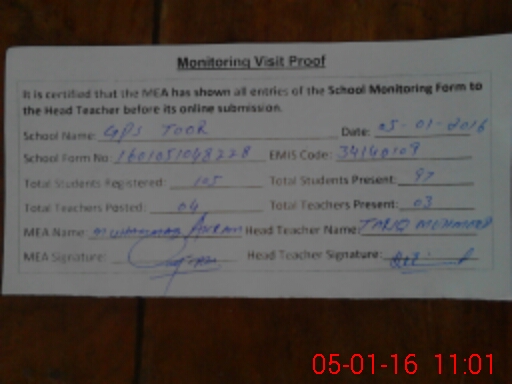 Monitoring Visit Proof
It is certified that the MEA has shown all entries of the School Monitoring Form to
the Head Teacher before its online submission.
School Name: GPS TOOR Date: 05-01-2016
School Form No: 1601051048228 EMIS Code: 34140109
Total Students Registered: 105 Total Students Present: 97
Total Teachers Posted: 04 Total Teachers Present: 03
MEA Name: Muhammad Akram Head Teacher Name: TARIQ MEHMOOD
MEA Signature: Head Teacher Signature:
05-01-16 11:01